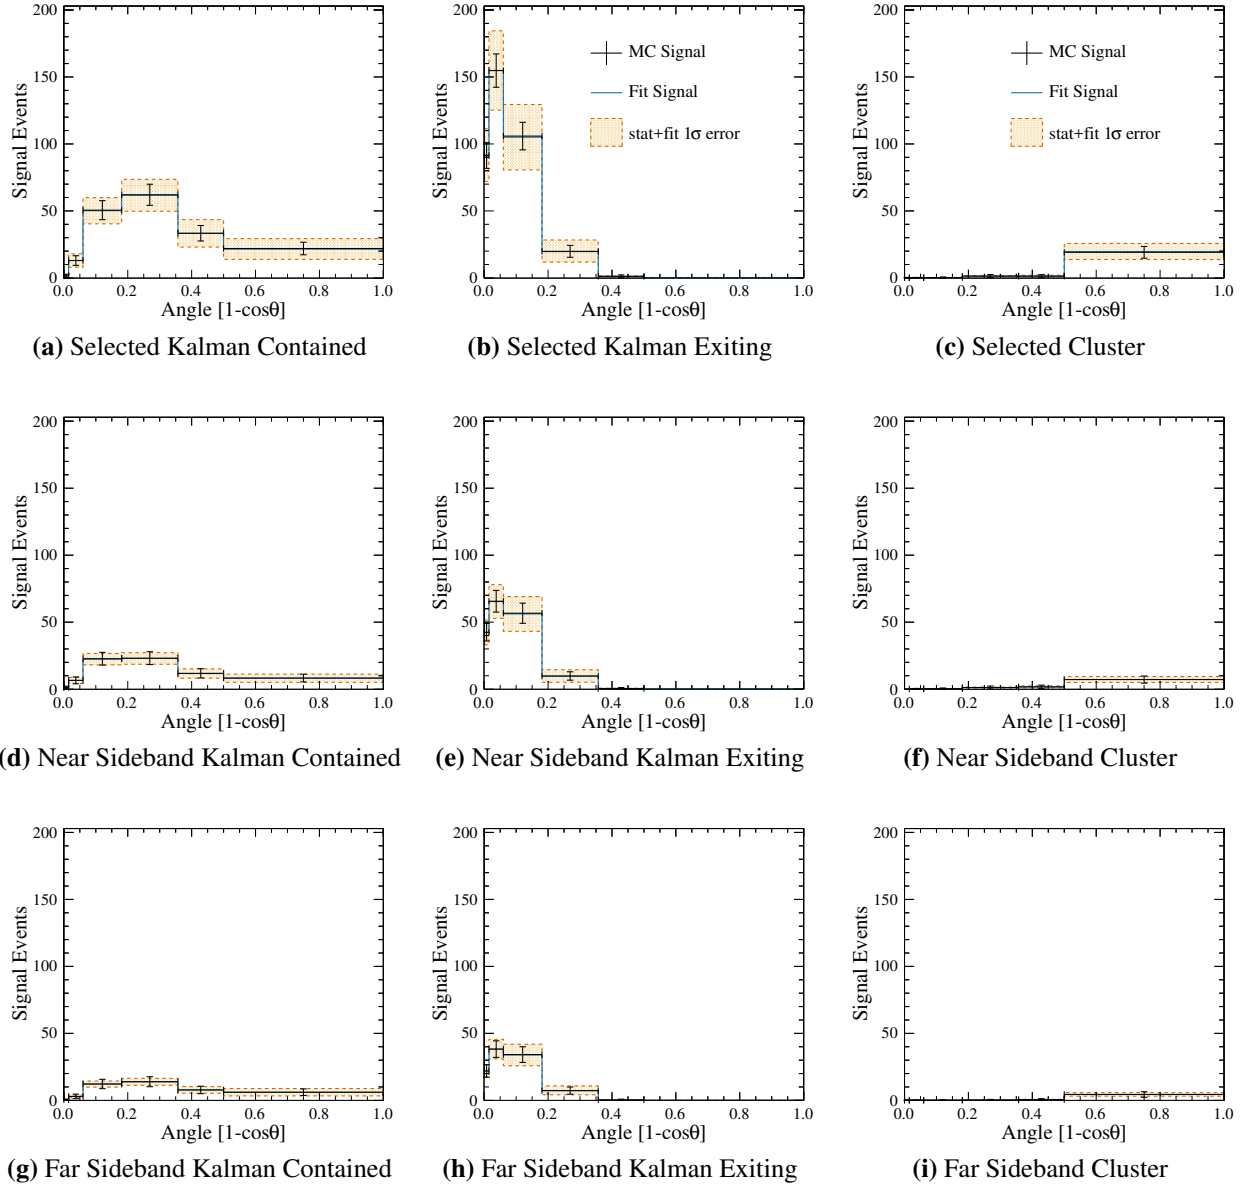 200
150
100
50
0
Signal Events
0.0 0.2 0.4 0.6 0.8 1.0
Angle [1-cosθ]
(a) Selected Kalman Contained
200
150
100
50
0
Signal Events
MC Signal
Fit Signal
stat+fit 1σ error
0.0 0.2 0.4 0.6 0.8 1.0
Angle [1-cosθ]
(b) Selected Kalman Exiting
200
150
100
50
0
Signal Events
MC Signal
Fit Signal
stat+fit 1σ error
0.0 0.2 0.4 0.6 0.8 1.0
Angle [1-cosθ]
(c) Selected Cluster
200
150
100
50
0
Signal Events
0.0 0.2 0.4 0.6 0.8 1.0
Angle [1-cosθ]
(d) Near Sideband Kalman Contained
200
150
100
50
0
Signal Events
0.0 0.2 0.4 0.6 0.8 1.0
Angle [1-cosθ]
(e) Near Sideband Kalman Exiting
200
150
100
50
0
Signal Events
0.0 0.2 0.4 0.6 0.8 1.0
Angle [1-cosθ]
(f) Near Sideband Cluster
200
150
100
50
0
Signal Events
0.0 0.2 0.4 0.6 0.8 1.0
Angle [1-cosθ]
(g) Far Sideband Kalman Contained
200
150
100
50
0
Signal Events
0.0 0.2 0.4 0.6 0.8 1.0
Angle [1-cosθ]
(h) Far Sideband Kalman Exiting
200
150
100
50
0
Signal Events
0.0 0.2 0.4 0.6 0.8 1.0
Angle [1-cosθ]
(i) Far Sideband Cluster